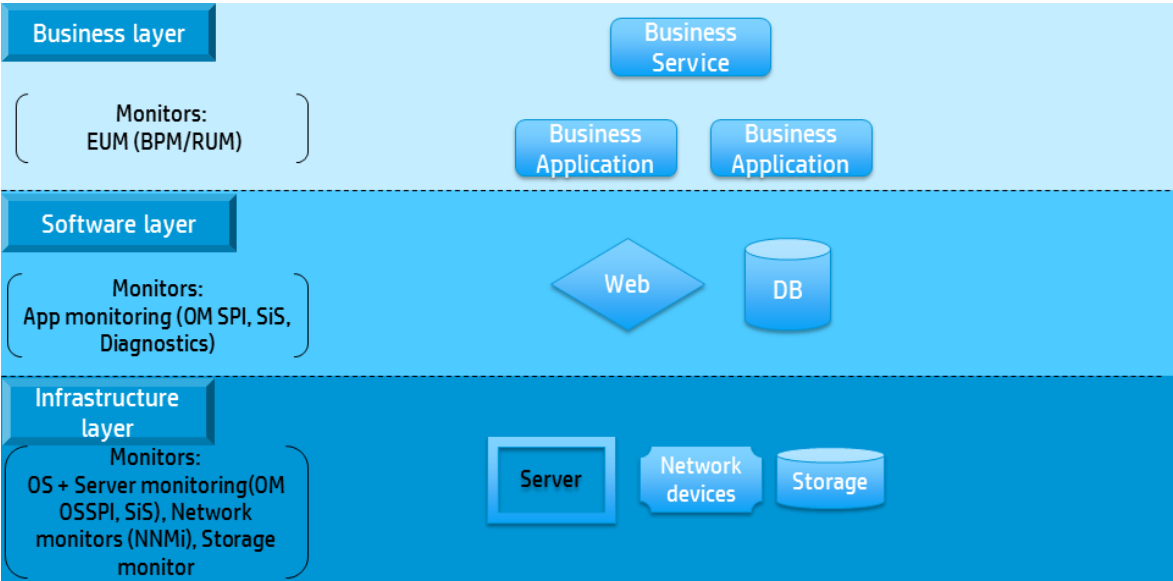 Business layer
Business
Service
Monitors:
EUM (BPM/RUM)
Business
Application
Business
Application
Software layer
Web
DB
Monitors:
App monitoring (OM SPI, SiS,
Diagnostics)
Infrastructure
layer
Monitors:
OS + Server monitoring(OM
OSSPI, SiS), Network
monitors (NNMi), Storage
monitor
Server
Network
devices
Storage